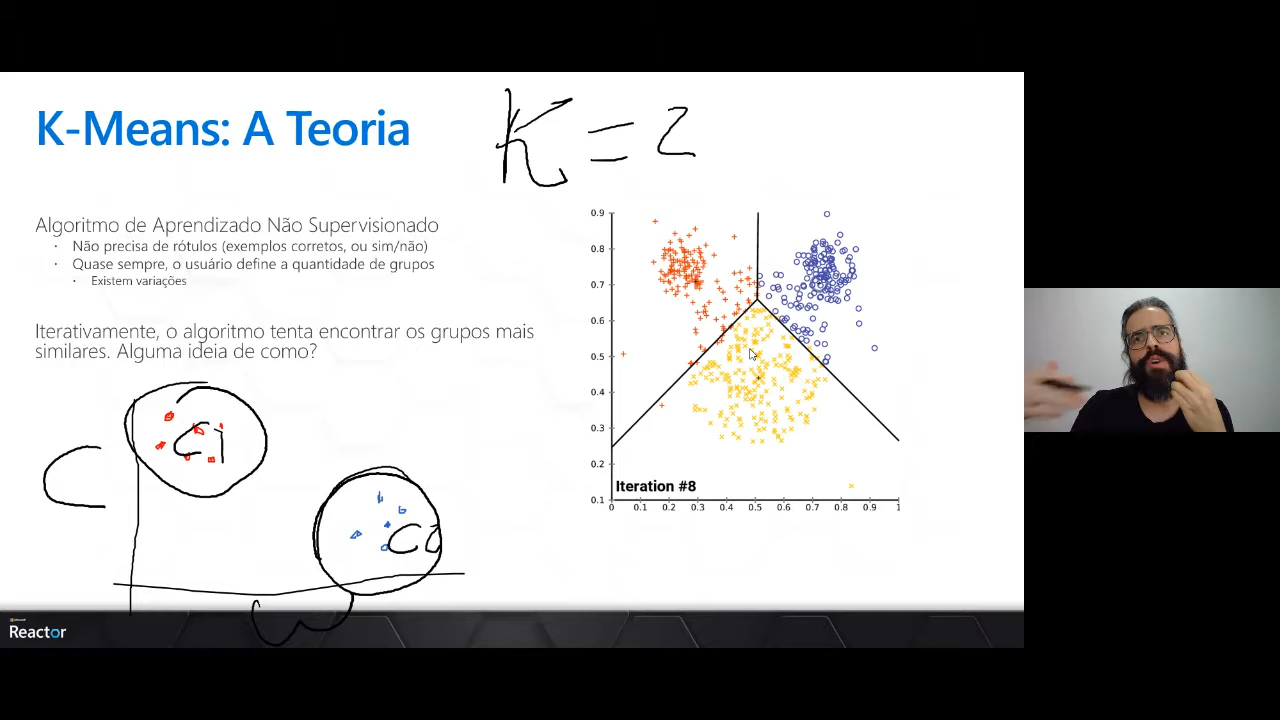 K-Means: A Teoria
K=2
Algoritmo de Aprendizado Não Supervisionado
· Não precisa de rótulos (exemplos corretos, ou sim/não)
· Quase sempre, o usuário define a quantidade de grupos
· Existem variações
Iterativamente, o algoritmo tenta encontrar os grupos mais
similares. Alguma ideia de como?
0.9
0.8
0.7
0.6
0.5
0.4
0.3
0.2
0.1
Iteration #8
0 0.1 0.2 0.3 0.4 0.5 0.6 0.7 0.8 0.9 1
C
C1
C2
Reactor